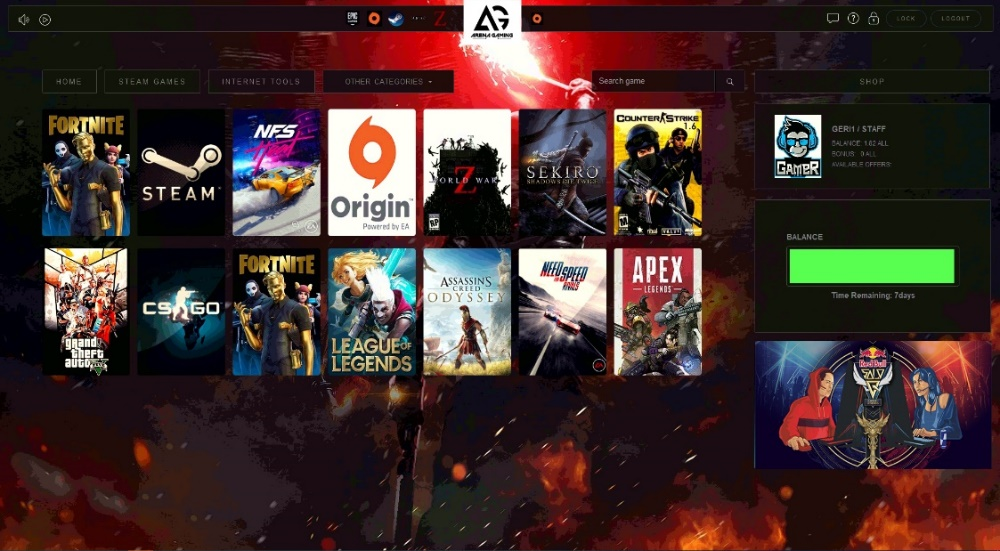 EPIC
Z
AG
ARENA GAMING
LOCK
LOGOUT
HOME
STEAM GAMES
INTERNET TOOLS
OTHER CATEGORIES
Search game
SHOP
FORTNITE
STEAM
NFS
Heat
Origin
Powered by EA
WORLD WAR
Z
SEKIRO
SHADOWS DIE TWICE
COUNTER STRIKE
1.6
GERI1 / STAFF
BALANCE: 1.82 ALL
BONUS: 0 ALL
AVAILABLE OFFERS:
GAMER
BALANCE
Time Remaining: 7days
grand
theft
auto
CS GO
FORTNITE
LEAGUE OF
LEGENDS
ASSASSIN'S
CREED
ODYSSEY
NEED FOR SPEED
RIVALS
APEX
LEGENDS
Red Bull